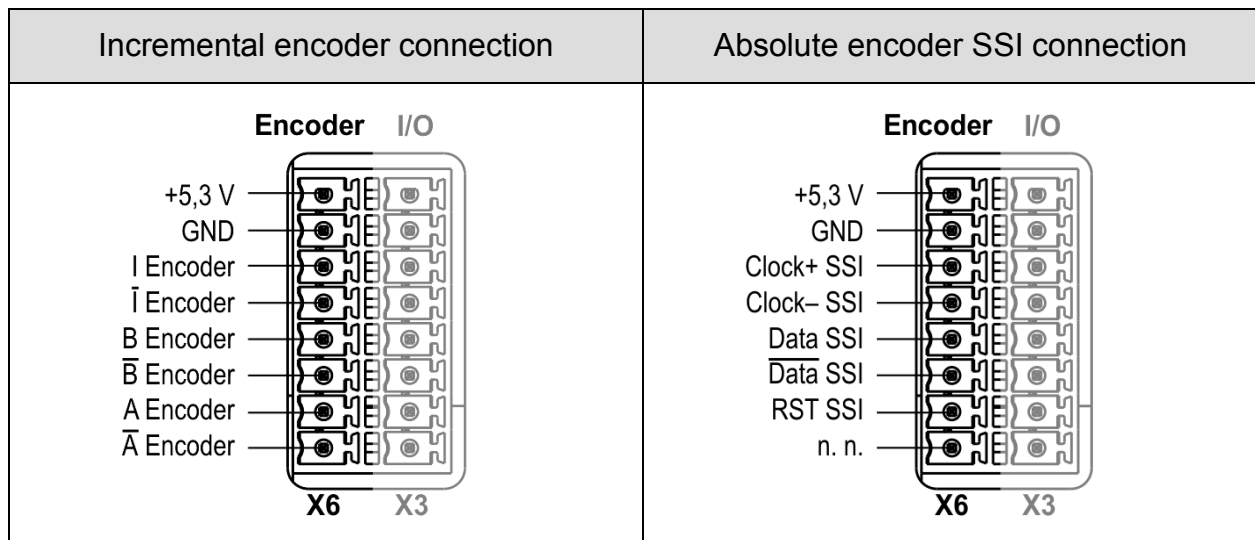 Incremental encoder connection
Absolute encoder SSI connection
Encoder I/O
+5,3 V
GND
I Encoder
Ī Encoder
B Encoder
B̅ Encoder
A Encoder
A̅ Encoder
X6 X3
Encoder I/O
+5,3 V
GND
Clock+ SSI
Clock– SSI
Data SSI
D̅a̅t̅a̅ SSI
RST SSI
n. n.
X6 X3